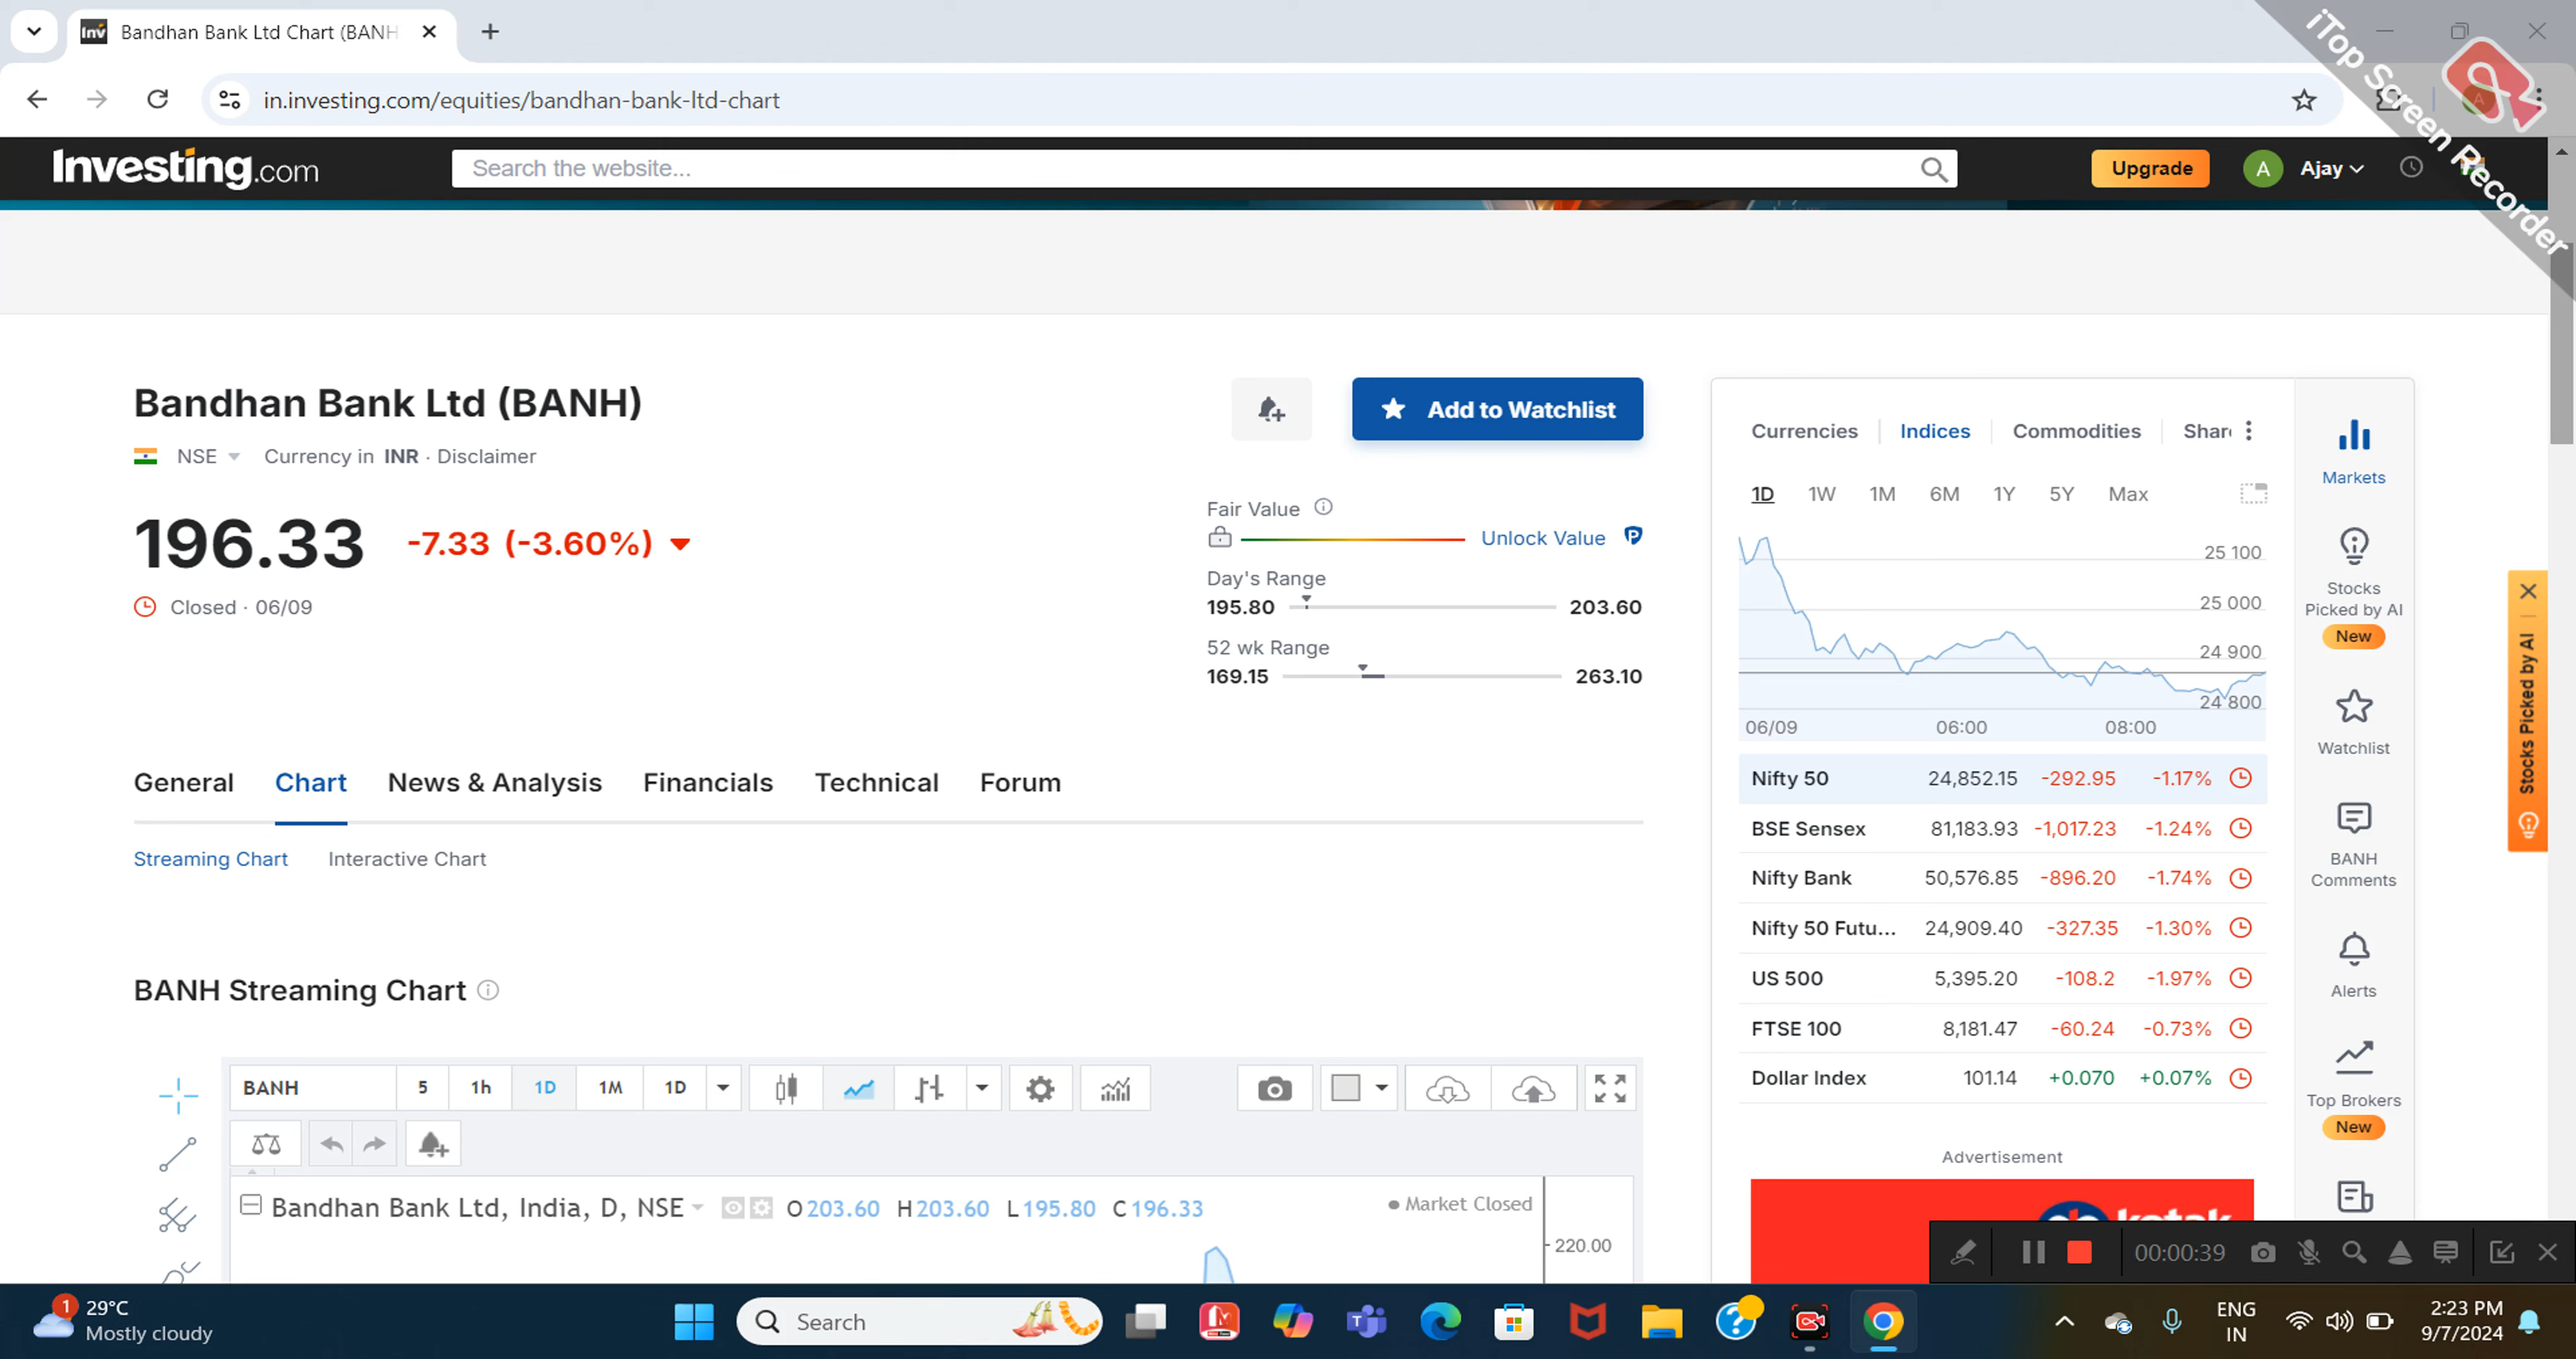 Bandhan Bank Ltd Chart (BANH
in.investing.com/equities/bandhan-bank-ltd-chart
iTop Screen Recorder
Investing.com
Search the website...
Upgrade
A
Ajay
Bandhan Bank Ltd (BANH)
NSE Currency in INR · Disclaimer
196.33 -7.33 (-3.60%)
Closed · 06/09
Add to Watchlist
Fair Value
Unlock Value
Day's Range
195.80 203.60
52 wk Range
169.15 263.10
General Chart News & Analysis Financials Technical Forum
Streaming Chart Interactive Chart
BANH Streaming Chart
BANH 5 1h 1D 1M 1D
Bandhan Bank Ltd, India, D, NSE O 203.60 H 203.60 L 195.80 C 196.33
Market Closed
220.00
Currencies Indices Commodities
1D 1W 1M 6M 1Y 5Y Max
25 100
25 000
24 900
24 800
06/09 06:00 08:00
Nifty 50 24,852.15 -292.95 -1.17%
BSE Sensex 81,183.93 -1,017.23 -1.24%
Nifty Bank 50,576.85 -896.20 -1.74%
Nifty 50 Futu... 24,909.40 -327.35 -1.30%
US 500 5,395.20 -108.2 -1.97%
FTSE 100 8,181.47 -60.24 -0.73%
Dollar Index 101.14 +0.070 +0.07%
Advertisement
Markets
Stocks
Picked by AI
New
Watchlist
BANH
Comments
Alerts
Top Brokers
New
Stocks Picked by AI
00:00:39
1
29°C
Mostly cloudy
Search
ENG
IN
2:23 PM
9/7/2024